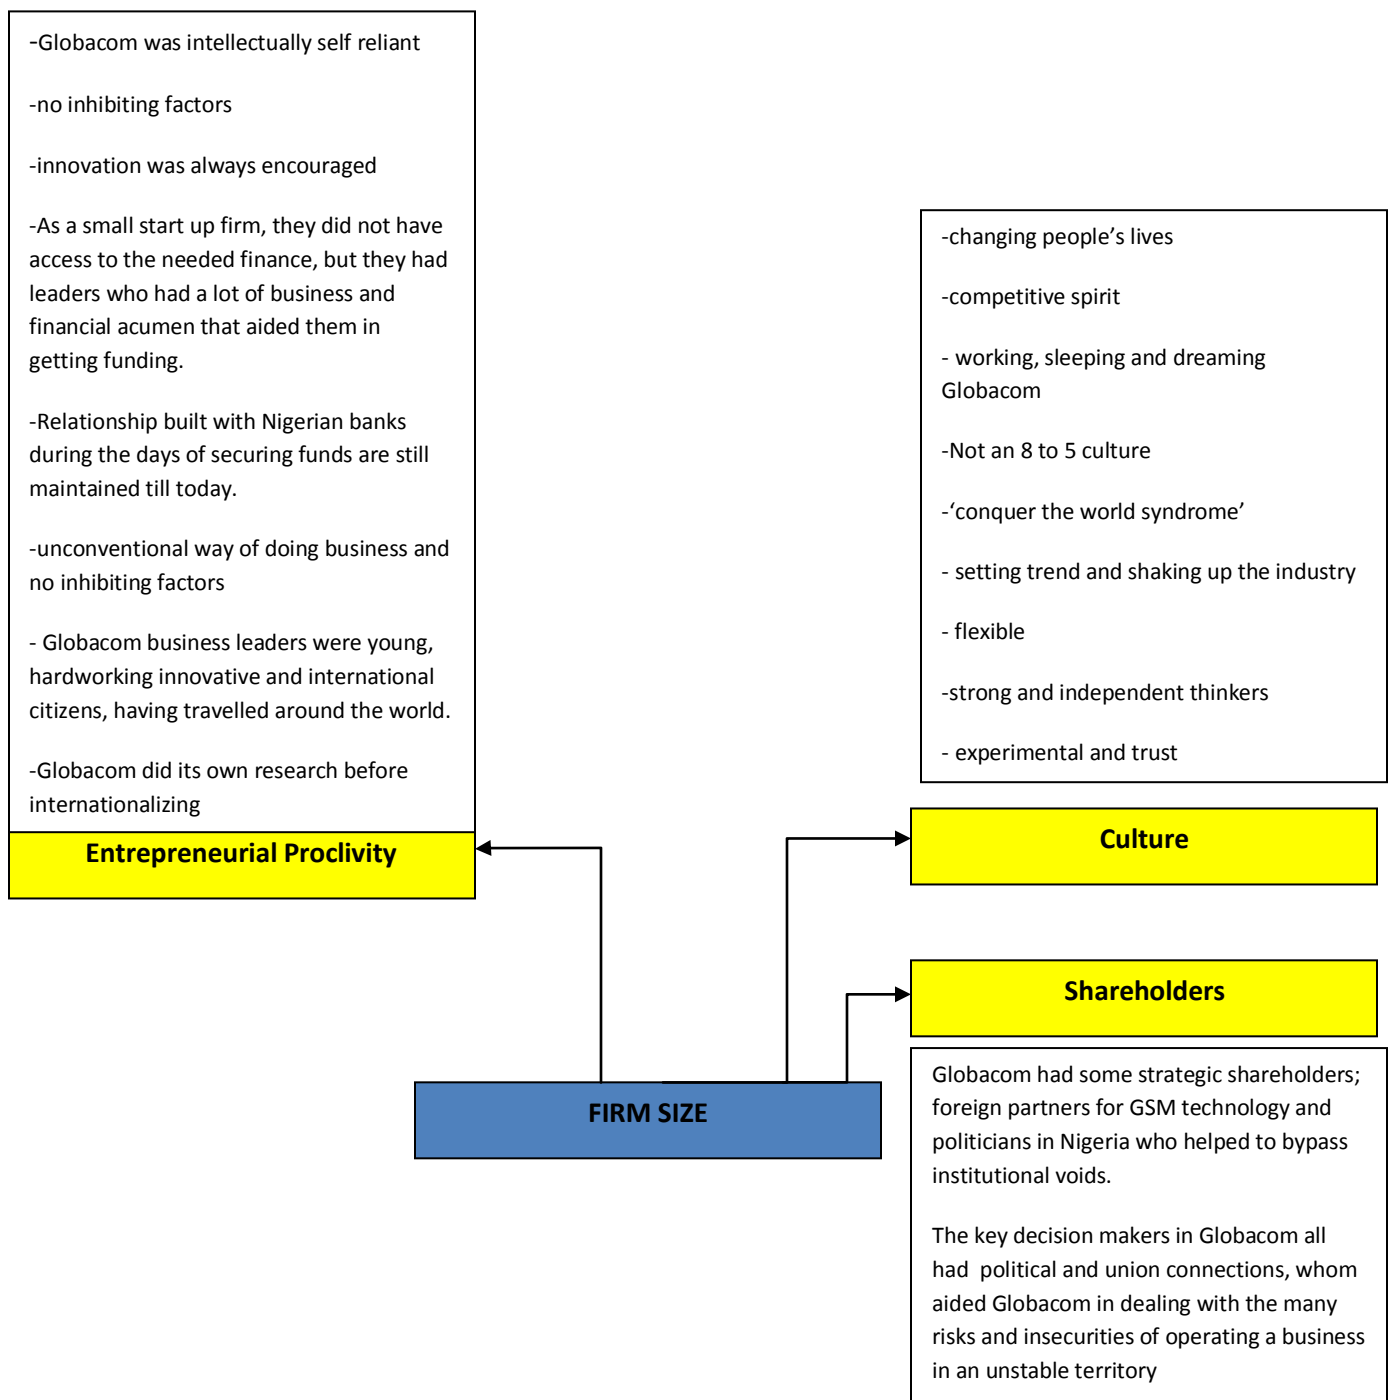 -Globacom was intellectually self reliant
-no inhibiting factors
-innovation was always encouraged
-As a small start up firm, they did not have
access to the needed finance, but they had
leaders who had a lot of business and
financial acumen that aided them in
getting funding.
-Relationship built with Nigerian banks
during the days of securing funds are still
maintained till today.
-unconventional way of doing business and
no inhibiting factors
- Globacom business leaders were young,
hardworking innovative and international
citizens, having travelled around the world.
-Globacom did its own research before
internationalizing
Entrepreneurial Proclivity
-changing people’s lives
-competitive spirit
- working, sleeping and dreaming
Globacom
-Not an 8 to 5 culture
-‘conquer the world syndrome’
- setting trend and shaking up the industry
- flexible
-strong and independent thinkers
- experimental and trust
Culture
Shareholders
Globacom had some strategic shareholders;
foreign partners for GSM technology and
politicians in Nigeria who helped to bypass
institutional voids.
The key decision makers in Globacom all
had  political and union connections, whom
aided Globacom in dealing with the many
risks and insecurities of operating a business
in an unstable territory
FIRM SIZE